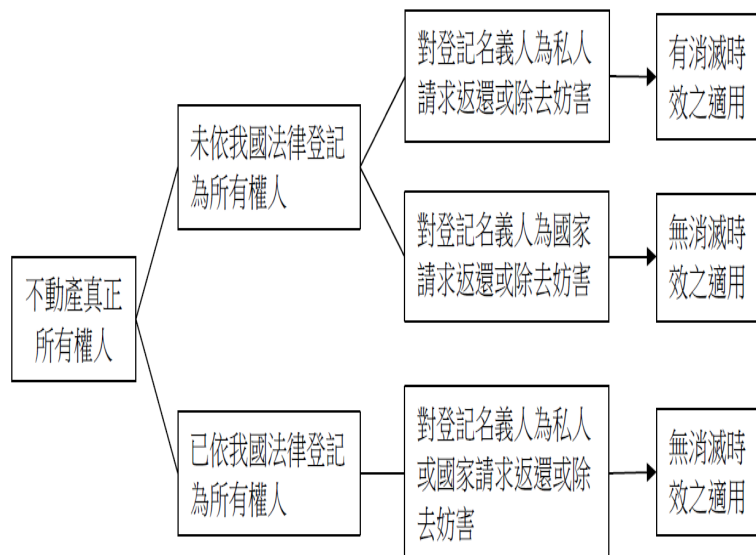 不動產真正
所有權人
未依我國法律登記
為所有權人
對登記名義人為私人
請求返還或除去妨害
有消滅時
效之適用
對登記名義人為國家
請求返還或除去妨害
無消滅時
效之適用
已依我國法律登記
為所有權人
對登記名義人為私人
或國家請求返還或除
去妨害
無消滅時
效之適用